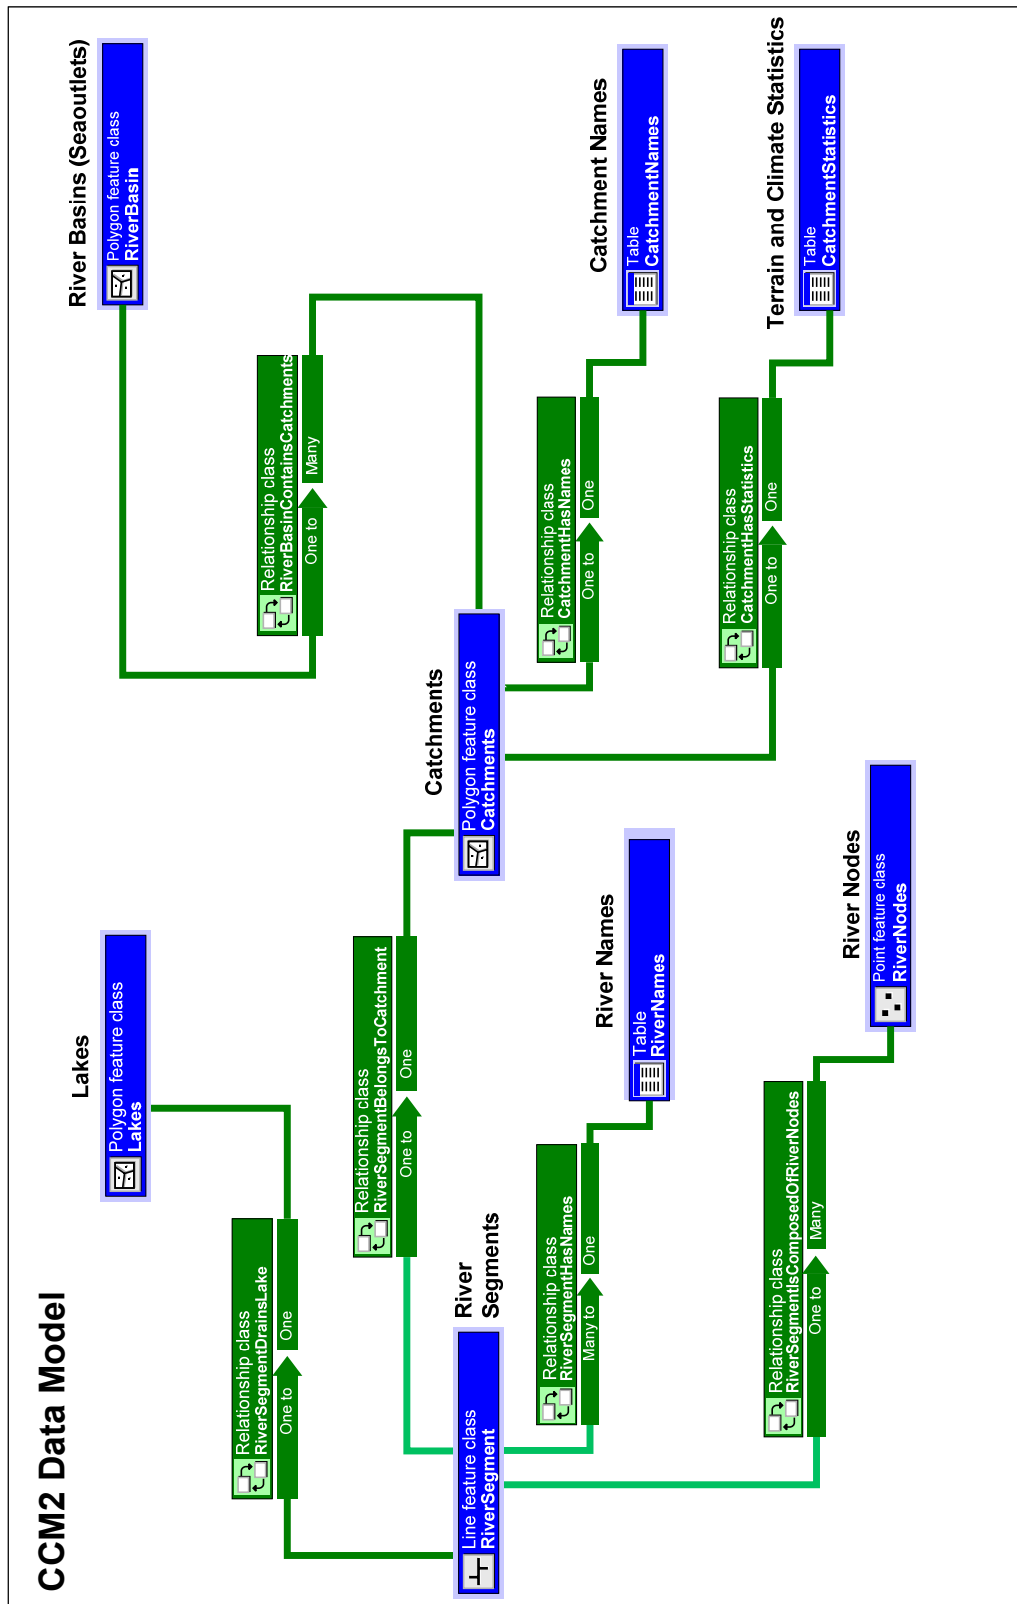 CCM2 Data Model
Lakes
Polygon feature class
Lakes
River Basins (Seaoutlets)
Polygon feature class
RiverBasin
Relationship class
RiverSegmentDrainsLake
One to
One
Relationship class
RiverBasinContainsCatchments
One to
Many
Relationship class
RiverSegmentBelongsToCatchment
One to
One
River
Segments
Line feature class
RiverSegment
Catchments
Polygon feature class
Catchments
Relationship class
RiverSegmentHasNames
Many to
One
River Names
Table
RiverNames
Relationship class
CatchmentHasNames
One to
One
Catchment Names
Table
CatchmentNames
Relationship class
RiverSegmentIsComposedOfRiverNodes
One to
Many
River Nodes
Point feature class
RiverNodes
Relationship class
CatchmentHasStatistics
One to
One
Terrain and Climate Statistics
Table
CatchmentStatistics